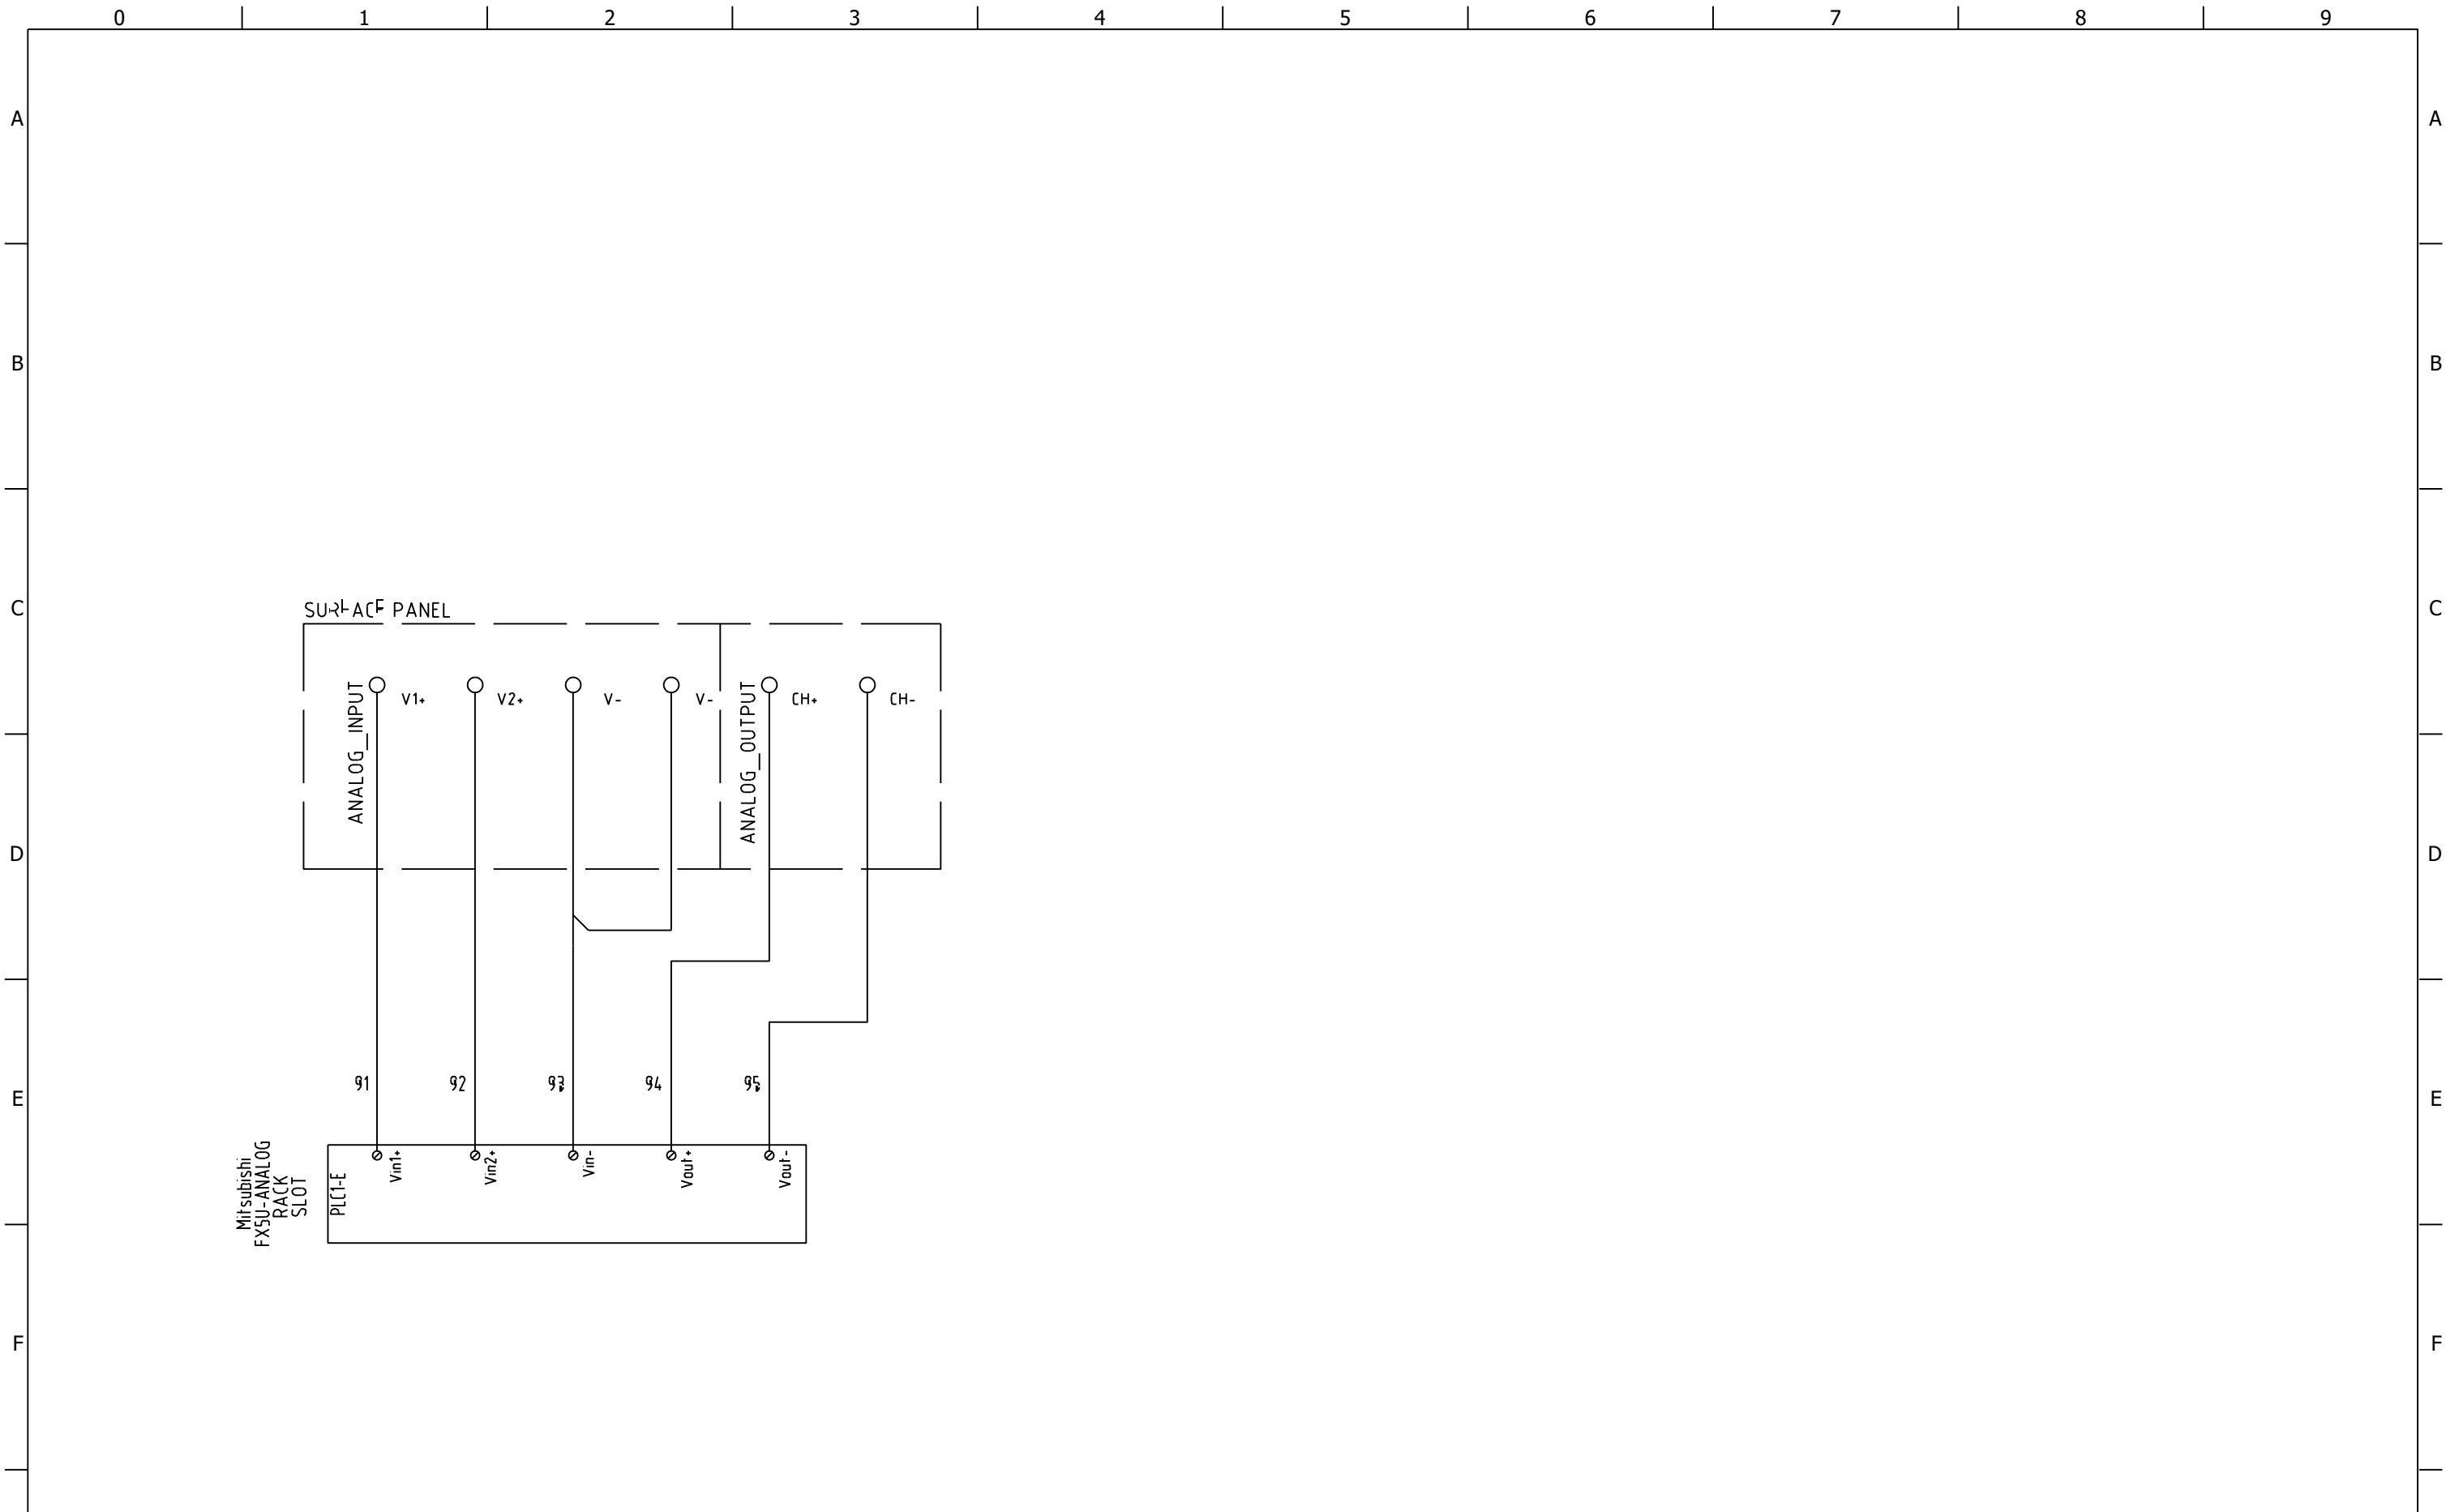 0 1 2 3 4 5 6 7 8 9
A A
B B
C C
SURFACE PANEL
ANALOG_INPUT
V1+ V2+ V- V- CH+ CH-
ANALOG_OUTPUT
D D
91 92 93 94 95
E E
Mitsubishi
FX5U-ANALOG
RACK
SLOT
PLC1-E
Vin1+ Vin2+ Vin- Vout+ Vout-
F F